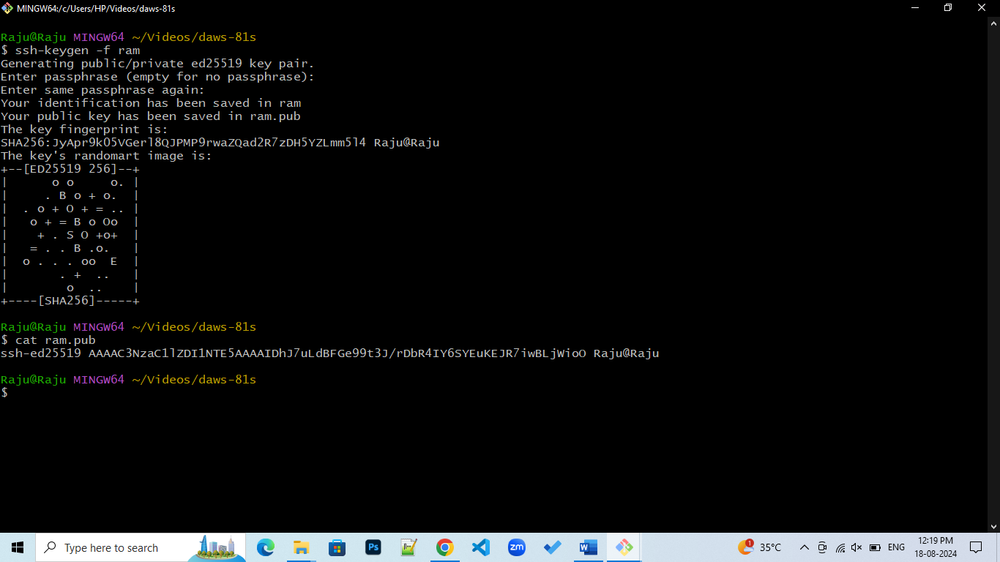 MINGW64:/c/Users/HP/Videos/daws-81s
Raju@Raju MINGW64 ~/Videos/daws-81s
$ ssh-keygen -f ram
Generating public/private ed25519 key pair.
Enter passphrase (empty for no passphrase):
Enter same passphrase again:
Your identification has been saved in ram
Your public key has been saved in ram.pub
The key fingerprint is:
SHA256:JyApr9kO5VGerl8QJPMP9rwaZQad2R7zDH5YZLmm5l4 Raju@Raju
The key's randomart image is:
+--[ED25519 256]--+
|      o o     o. |
|     . B o + o.  |
|  . o + O + = .. |
|   o + = B o Oo  |
|    + . S O +o+  |
|   = . . B .o.   |
|  o . . . oo  E  |
|       . +  ..   |
|        o  ..    |
+----[SHA256]-----+
Raju@Raju MINGW64 ~/Videos/daws-81s
$ cat ram.pub
ssh-ed25519 AAAAC3NzaC1lZDI1NTE5AAAAIDhJ7uLdBFGe99t3J/rDbR4IY6SYEuKEJR7iwBLjWioO Raju@Raju
Raju@Raju MINGW64 ~/Videos/daws-81s
$
Type here to search
Ps
zm
W
1
35°C
ENG
12:19 PM
18-08-2024